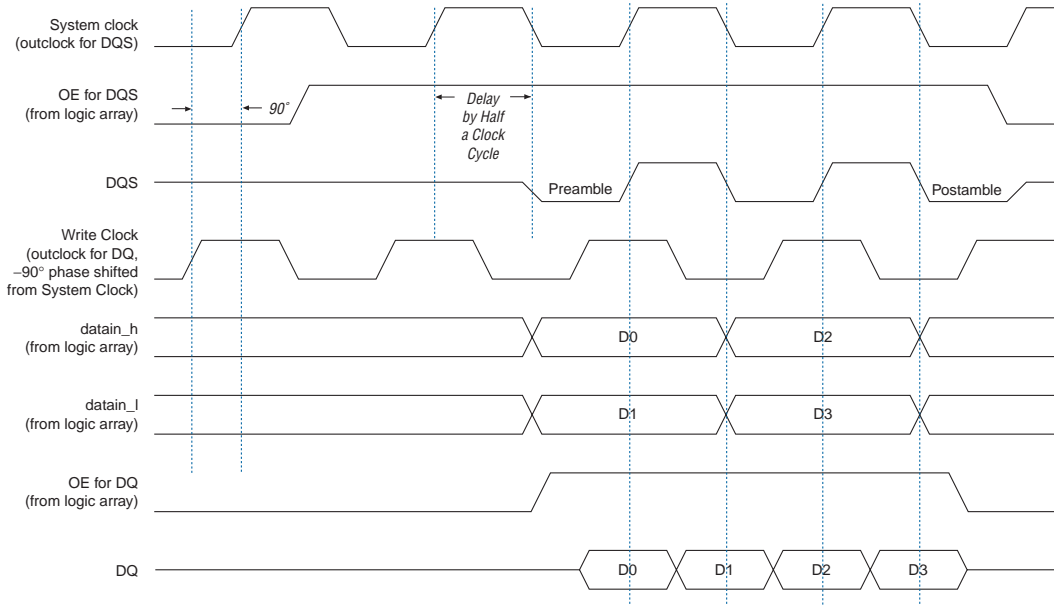 System clock
(outclock for DQS)
OE for DQS
(from logic array)
90°
Delay
by Half
a Clock
Cycle
DQS
Preamble
Postamble
Write Clock
(outclock for DQ,
−90° phase shifted
from System Clock)
datain_h
(from logic array)
D0
D2
datain_l
(from logic array)
D1
D3
OE for DQ
(from logic array)
DQ
D0
D1
D2
D3